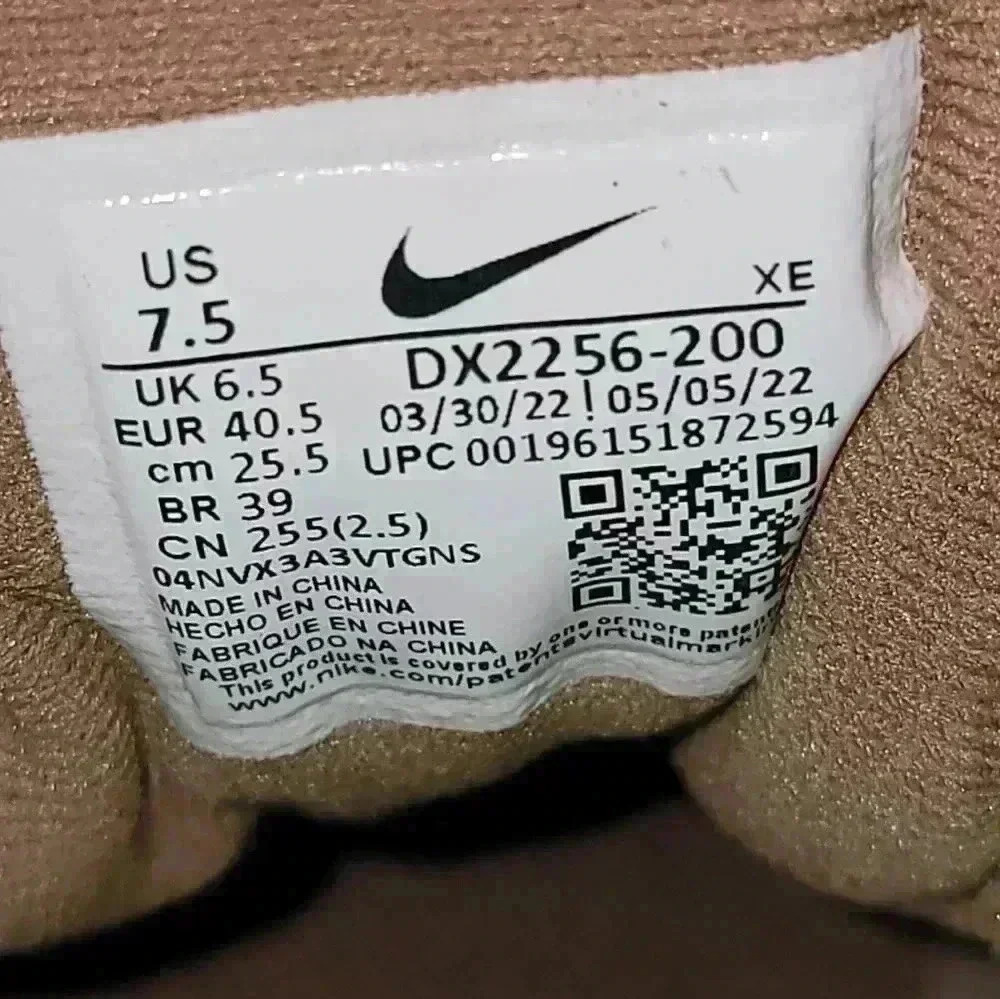 US
7.5
XE
UK 6.5
DX2256-200
EUR 40.5
03/30/22 ! 05/05/22
cm 25.5
UPC 00196151872594
BR 39
CN 255(2.5)
04NVX3A3VTGNS
MADE IN CHINA
HECHO EN CHINA
FABRIQUE EN CHINE
FABRICADO NA CHINA
This product is covered by one or more
www.nike.com/patentsvirtualmarki